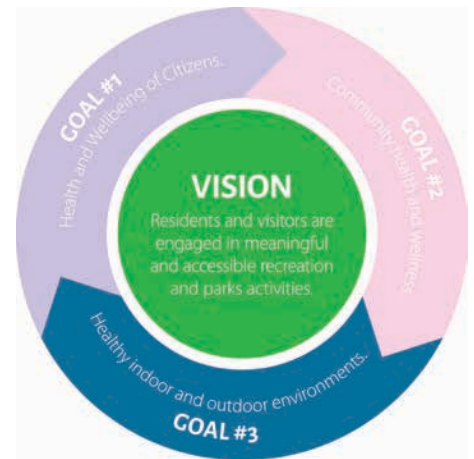 GOAL #1
Health and Wellbeing of Citizens.
GOAL #2
Community health and Wellness
VISION
Residents and visitors are
engaged in meaningful
and accessible recreation
and parks activities.
Healthy indoor and outdoor environments.
GOAL #3